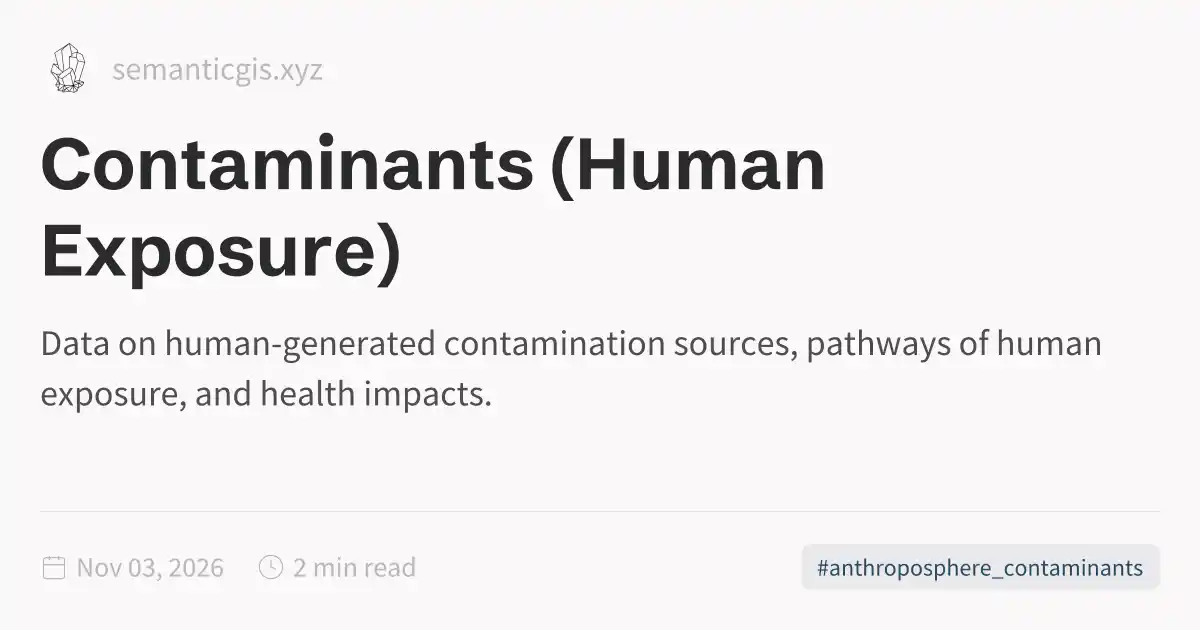 semanticgis.xyz
Contaminants (Human
Exposure)
Data on human-generated contamination sources, pathways of human
exposure, and health impacts.
Nov 03, 2026 2 min read #anthroposphere_contaminants